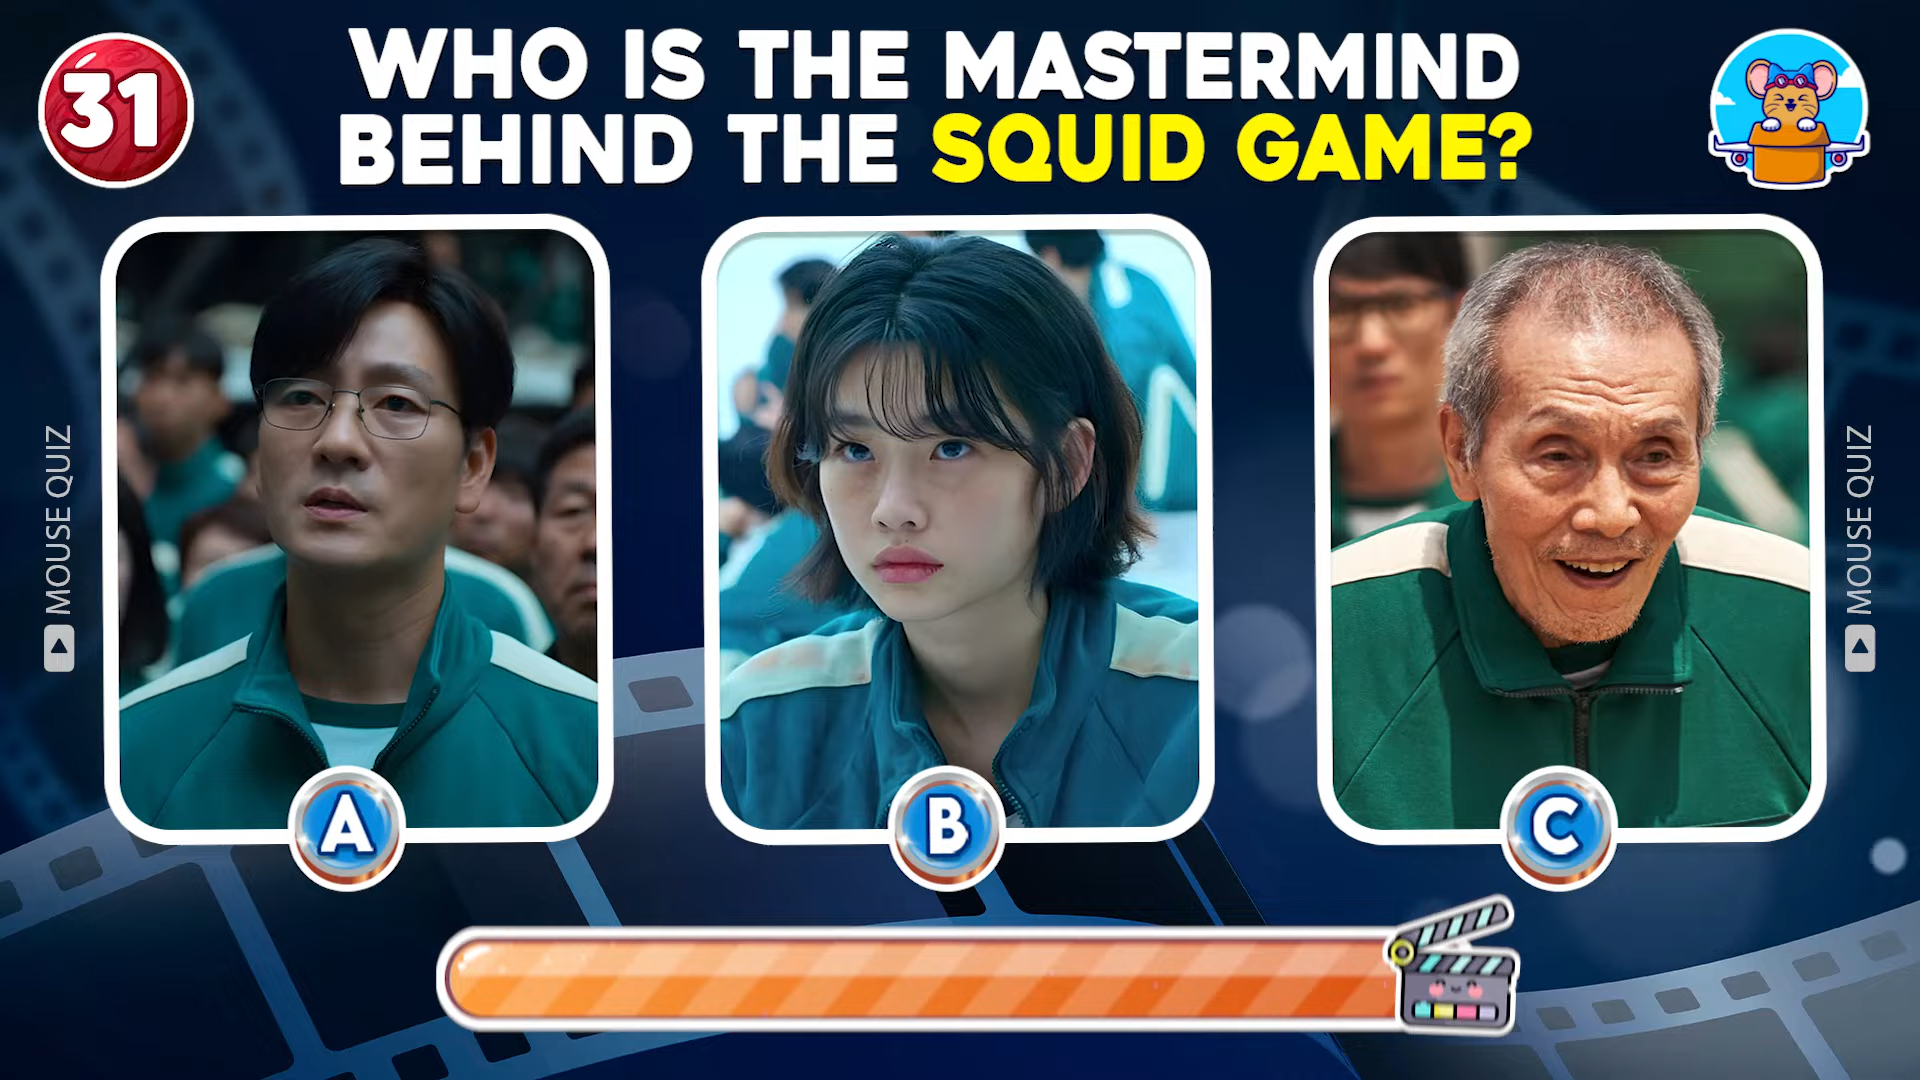 31
WHO IS THE MASTERMIND
BEHIND THE SQUID GAME?
MOUSE QUIZ
MOUSE QUIZ
A
B
C